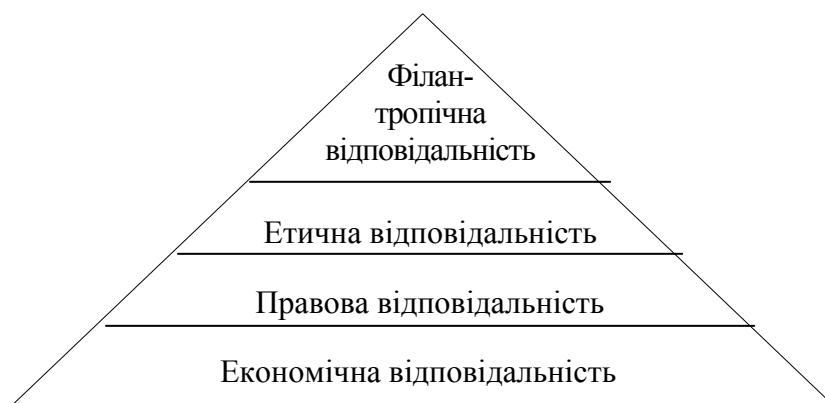 Філан-
тропічна
відповідальність
Етична відповідальність
Правова відповідальність
Економічна відповідальність